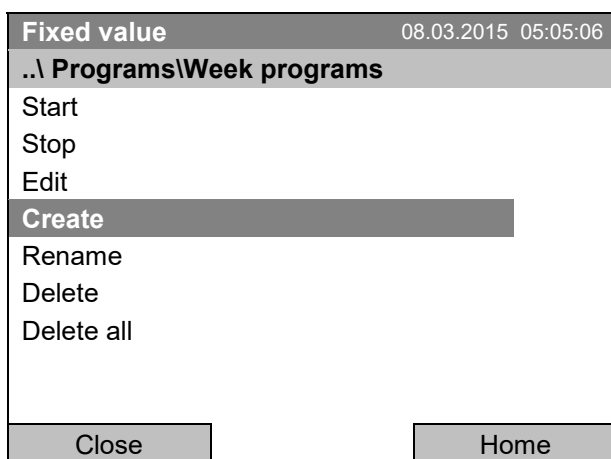 Fixed value 08.03.2015 05:05:06
..\ Programs\Week programs
Start
Stop
Edit
Create
Rename
Delete
Delete all
Close Home